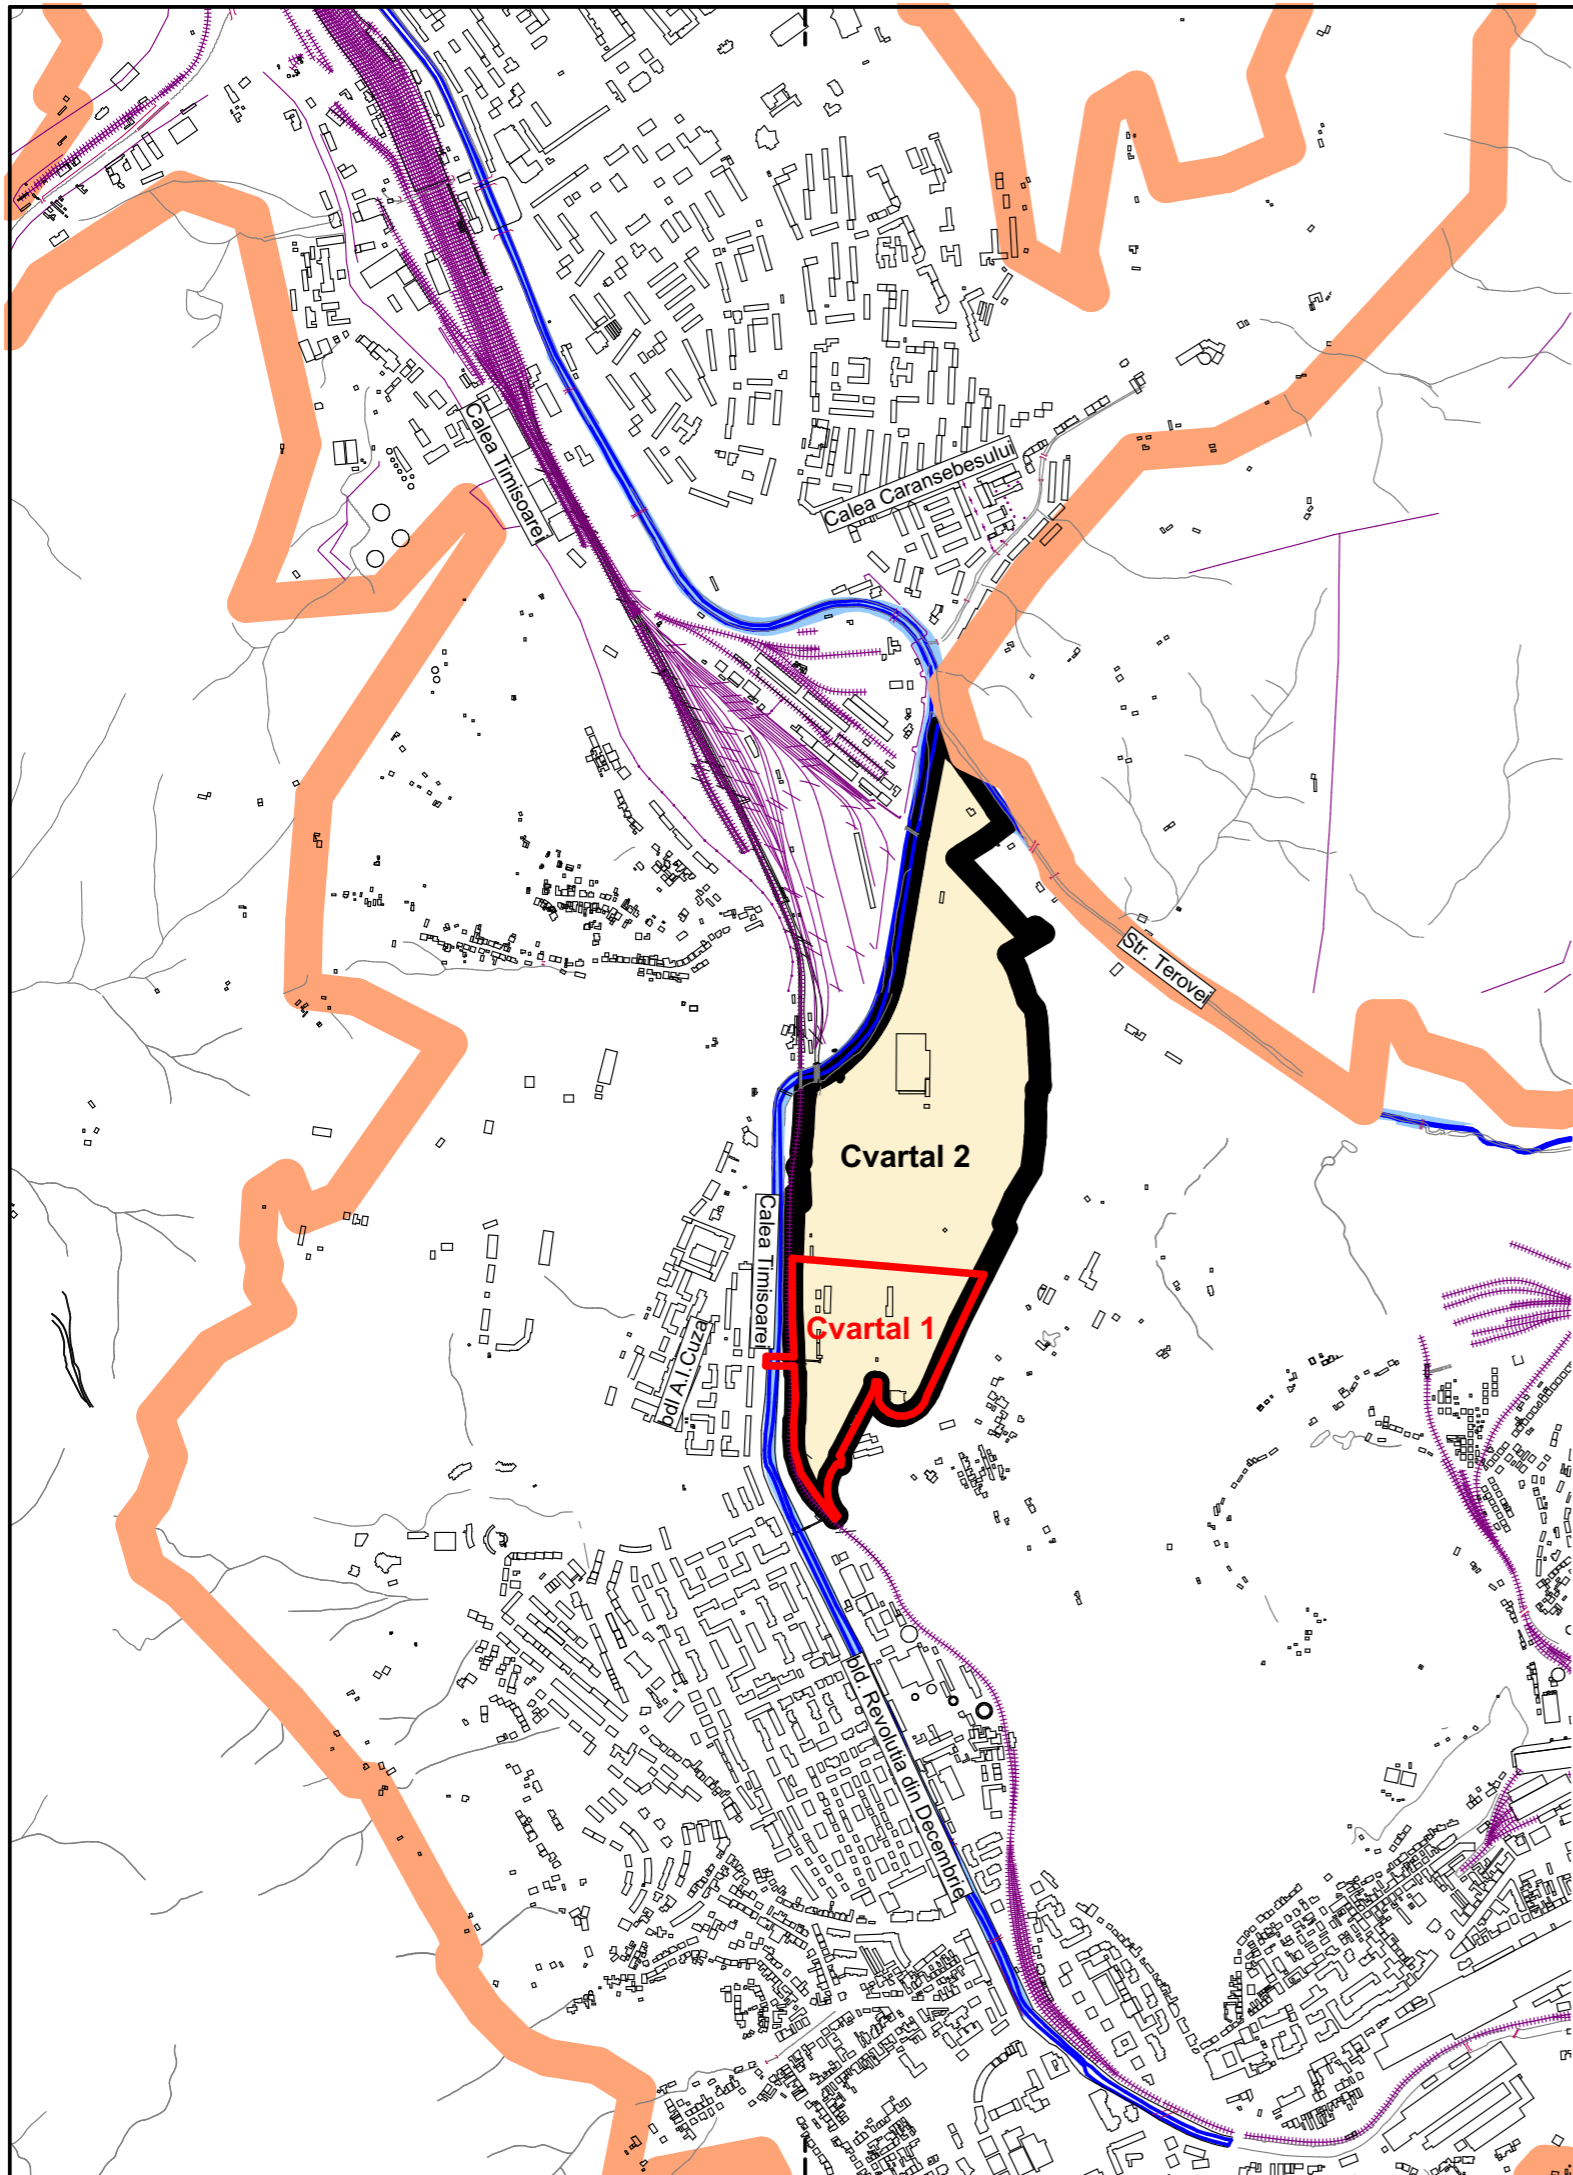 Calea Timisoarei
Calea Caransebesului
Str. Terovei
Cvartal 2
Calea Timisoarei
Cvartal 1
bdl A.I.Cuza
bld. Revolutia din Decembrie